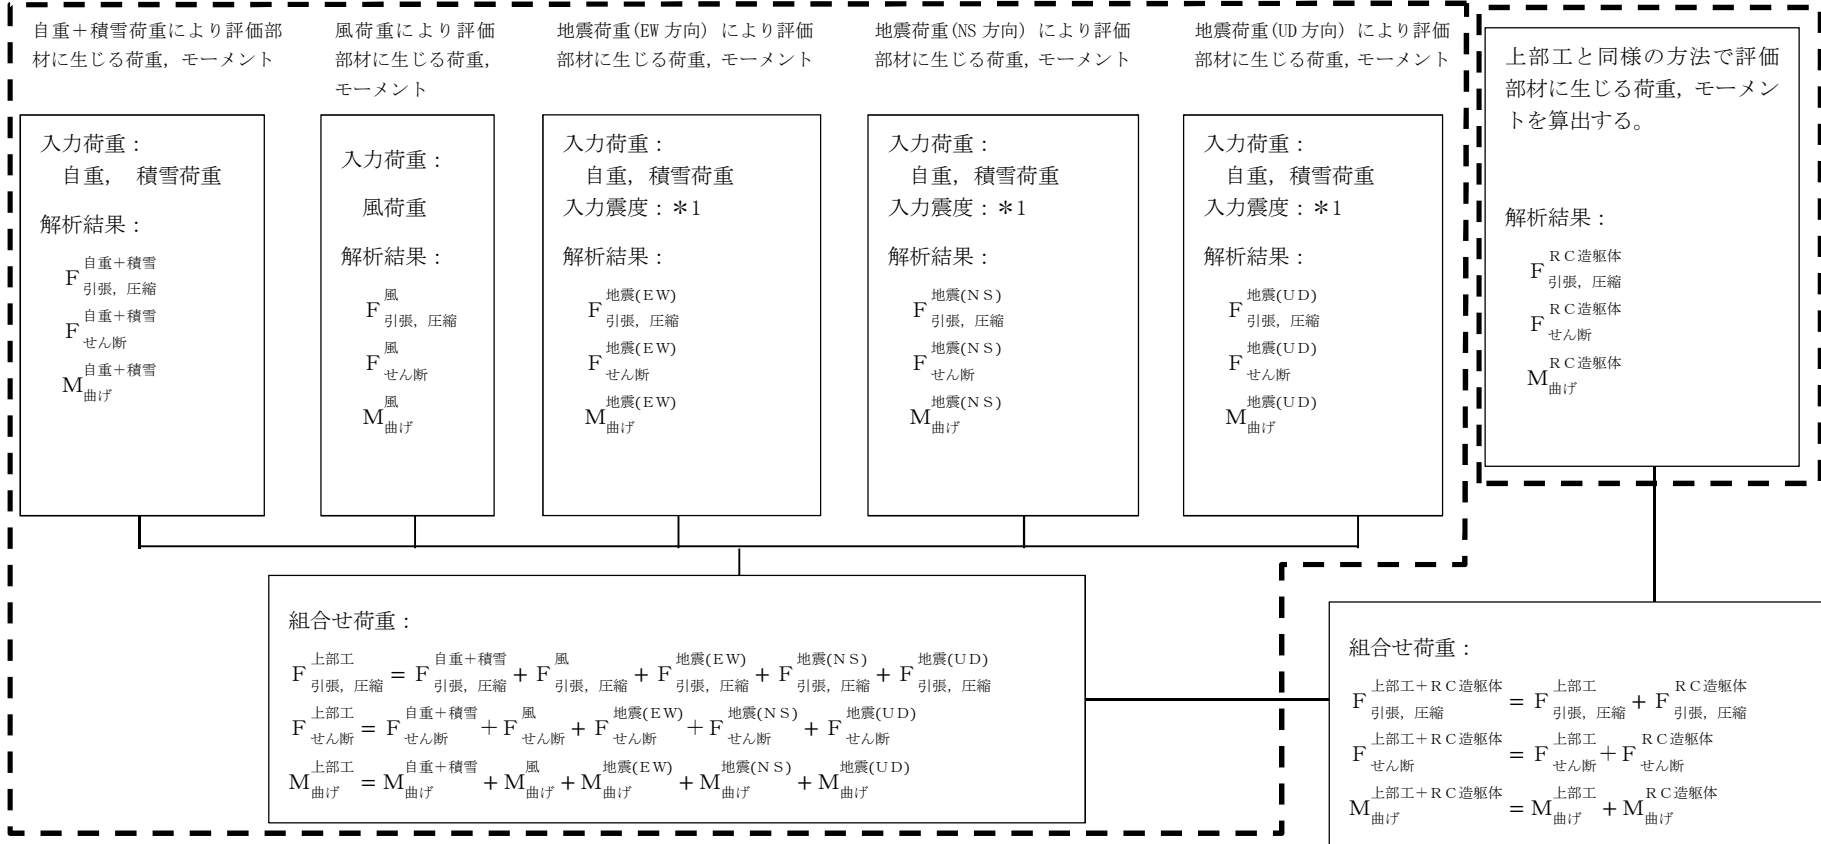 自重＋積雪荷重により評価部
材に生じる荷重，モーメント
風荷重により評価
部材に生じる荷重，
モーメント
地震荷重(EW 方向) により評価
部材に生じる荷重，モーメント
地震荷重(NS 方向) により評価
部材に生じる荷重，モーメント
地震荷重(UD 方向) により評価
部材に生じる荷重，モーメント
入力荷重：
自重， 積雪荷重
解析結果：
F 自重＋積雪 引張，圧縮
F 自重＋積雪 せん断
M 自重＋積雪 曲げ
入力荷重：
風荷重
解析結果：
F 風 引張，圧縮
F 風 せん断
M 風 曲げ
入力荷重：
自重，積雪荷重
入力震度：＊1
解析結果：
F 地震(EW) 引張，圧縮
F 地震(EW) せん断
M 地震(EW) 曲げ
入力荷重：
自重，積雪荷重
入力震度：＊1
解析結果：
F 地震(NS) 引張，圧縮
F 地震(NS) せん断
M 地震(NS) 曲げ
入力荷重：
自重，積雪荷重
入力震度：＊1
解析結果：
F 地震(UD) 引張，圧縮
F 地震(UD) せん断
M 地震(UD) 曲げ
上部工と同様の方法で評価
部材に生じる荷重，モーメン
トを算出する。
解析結果：
F ＲＣ造躯体 引張，圧縮
F ＲＣ造躯体 せん断
M ＲＣ造躯体 曲げ
組合せ荷重：
F 上部工 引張，圧縮 = F 自重＋積雪 引張，圧縮 + F 風 引張，圧縮 + F 地震(EW) 引張，圧縮 + F 地震(NS) 引張，圧縮 + F 地震(UD) 引張，圧縮
F 上部工 せん断 = F 自重＋積雪 せん断 ＋ F 風 せん断 + F 地震(EW) せん断 ＋ F 地震(NS) せん断 + F 地震(UD) せん断
M 上部工 曲げ = M 自重＋積雪 曲げ + M 風 曲げ + M 地震(EW) 曲げ + M 地震(NS) 曲げ + M 地震(UD) 曲げ
組合せ荷重：
F 上部工＋ＲＣ造躯体 引張，圧縮 = F 上部工 引張，圧縮 + F ＲＣ造躯体 引張，圧縮
F 上部工＋ＲＣ造躯体 せん断 = F 上部工 せん断 ＋ F ＲＣ造躯体 せん断
M 上部工＋ＲＣ造躯体 曲げ = M 上部工 曲げ + M ＲＣ造躯体 曲げ